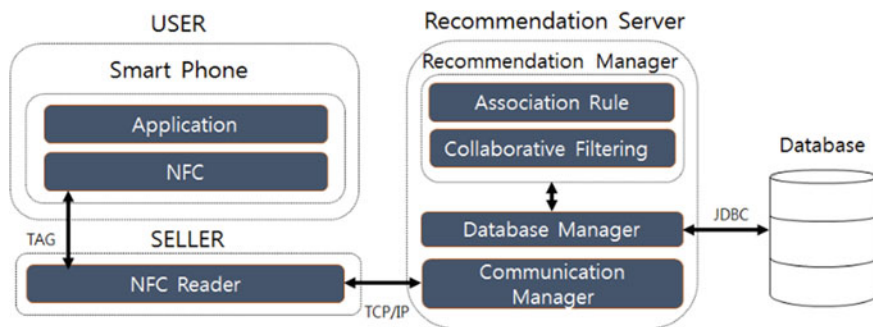 USER
Smart Phone
Application
NFC
TAG
SELLER
NFC Reader
TCP/IP
Recommendation Server
Recommendation Manager
Association Rule
Collaborative Filtering
Database Manager
Communication
Manager
JDBC
Database